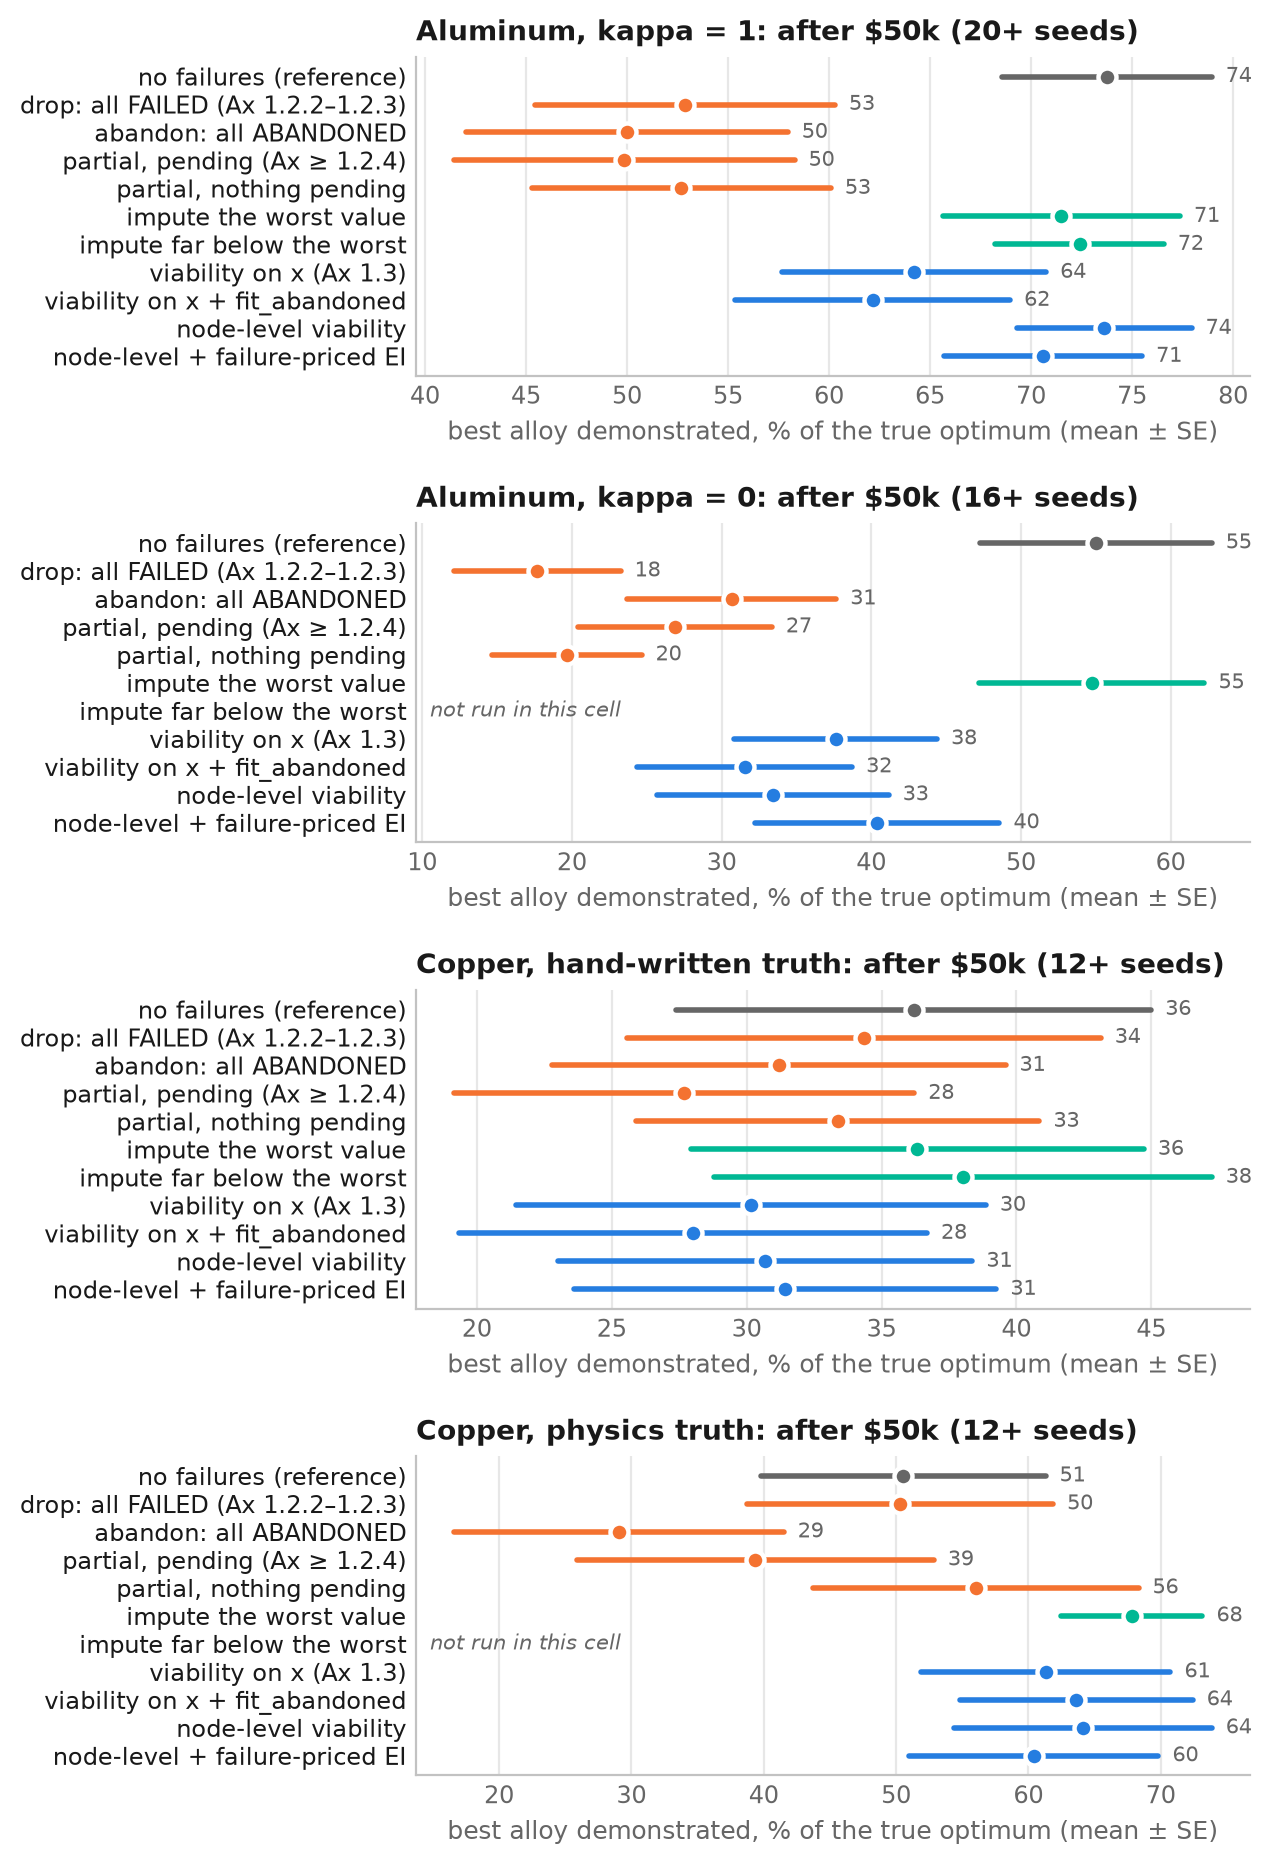 Aluminum, kappa = 1: after $50k (20+ seeds)
no failures (reference) 74
drop: all FAILED (Ax 1.2.2–1.2.3) 53
abandon: all ABANDONED 50
partial, pending (Ax ≥ 1.2.4) 50
partial, nothing pending 53
impute the worst value 71
impute far below the worst 72
viability on x (Ax 1.3) 64
viability on x + fit_abandoned 62
node-level viability 74
node-level + failure-priced EI 71
40 45 50 55 60 65 70 75 80
best alloy demonstrated, % of the true optimum (mean ± SE)
Aluminum, kappa = 0: after $50k (16+ seeds)
no failures (reference) 55
drop: all FAILED (Ax 1.2.2–1.2.3) 18
abandon: all ABANDONED 31
partial, pending (Ax ≥ 1.2.4) 27
partial, nothing pending 20
impute the worst value 55
impute far below the worst not run in this cell
viability on x (Ax 1.3) 38
viability on x + fit_abandoned 32
node-level viability 33
node-level + failure-priced EI 40
10 20 30 40 50 60
best alloy demonstrated, % of the true optimum (mean ± SE)
Copper, hand-written truth: after $50k (12+ seeds)
no failures (reference) 36
drop: all FAILED (Ax 1.2.2–1.2.3) 34
abandon: all ABANDONED 31
partial, pending (Ax ≥ 1.2.4) 28
partial, nothing pending 33
impute the worst value 36
impute far below the worst 38
viability on x (Ax 1.3) 30
viability on x + fit_abandoned 28
node-level viability 31
node-level + failure-priced EI 31
20 25 30 35 40 45
best alloy demonstrated, % of the true optimum (mean ± SE)
Copper, physics truth: after $50k (12+ seeds)
no failures (reference) 51
drop: all FAILED (Ax 1.2.2–1.2.3) 50
abandon: all ABANDONED 29
partial, pending (Ax ≥ 1.2.4) 39
partial, nothing pending 56
impute the worst value 68
impute far below the worst not run in this cell
viability on x (Ax 1.3) 61
viability on x + fit_abandoned 64
node-level viability 64
node-level + failure-priced EI 60
20 30 40 50 60 70
best alloy demonstrated, % of the true optimum (mean ± SE)